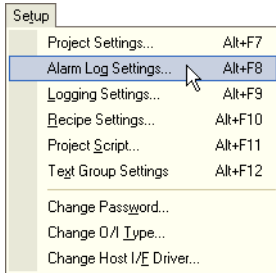 Setup
Project Settings... Alt+F7
Alarm Log Settings... Alt+F8
Logging Settings... Alt+F9
Recipe Settings... Alt+F10
Project Script... Alt+F11
Text Group Settings Alt+F12
Change Password...
Change O/I Type...
Change Host I/F Driver...